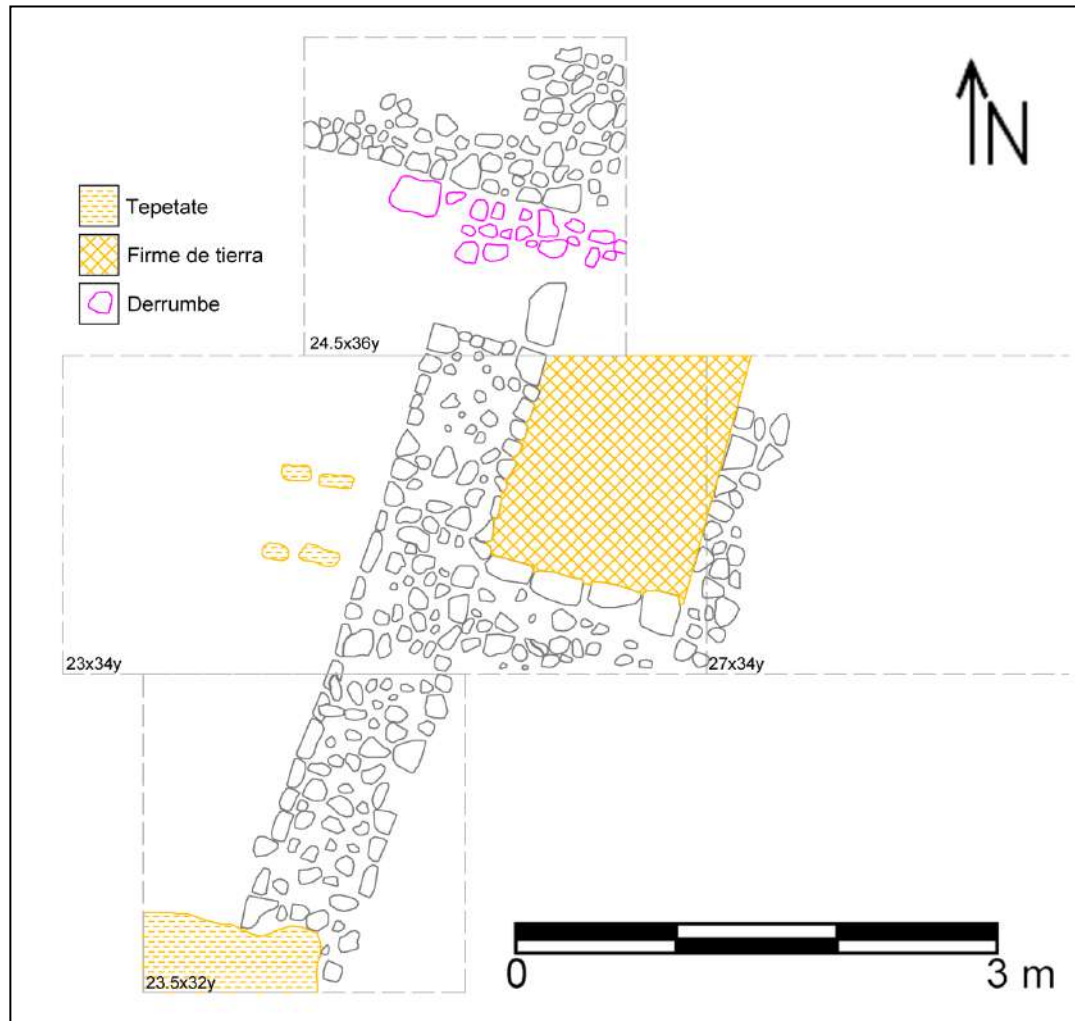 N
Tepetate
Firme de tierra
Derrumbe
24.5x36y
23x34y
27x34y
23.5x32y
0 3 m